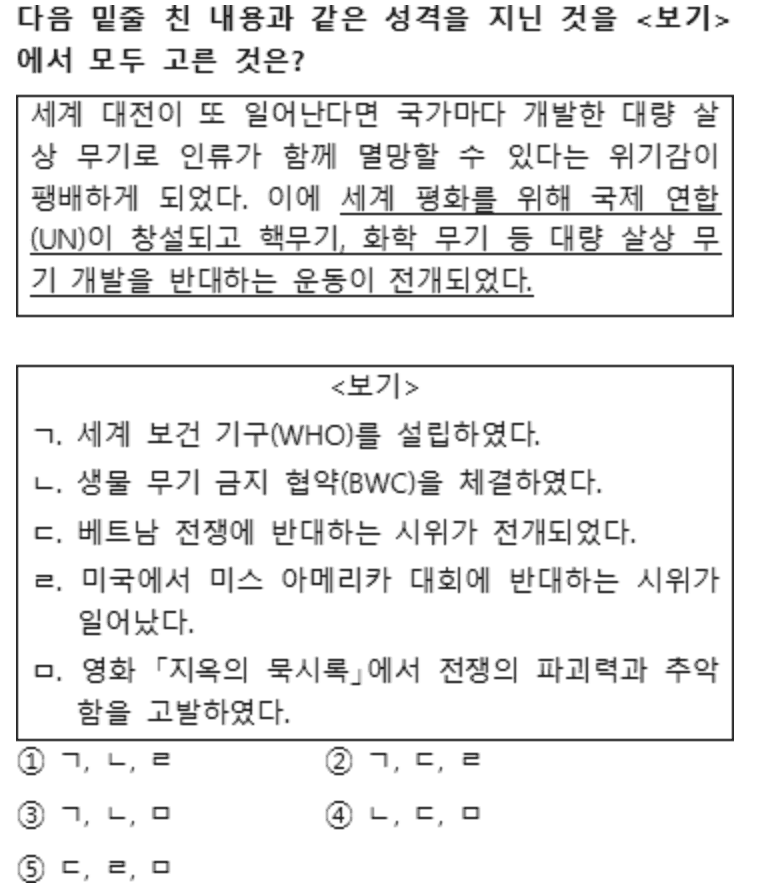 다음 밑줄 친 내용과 같은 성격을 지닌 것을 <보기>
에서 모두 고른 것은?
세계 대전이 또 일어난다면 국가마다 개발한 대량 살
상 무기로 인류가 함께 멸망할 수 있다는 위기감이
팽배하게 되었다. 이에 세계 평화를 위해 국제 연합
(UN)이 창설되고 핵무기, 화학 무기 등 대량 살상 무
기 개발을 반대하는 운동이 전개되었다.
<보기>
ㄱ. 세계 보건 기구(WHO)를 설립하였다.
ㄴ. 생물 무기 금지 협약(BWC)을 체결하였다.
ㄷ. 베트남 전쟁에 반대하는 시위가 전개되었다.
ㄹ. 미국에서 미스 아메리카 대회에 반대하는 시위가
일어났다.
ㅁ. 영화 「지옥의 묵시록」에서 전쟁의 파괴력과 추악
함을 고발하였다.
① ㄱ, ㄴ, ㄹ ② ㄱ, ㄷ, ㄹ
③ ㄱ, ㄴ, ㅁ ④ ㄴ, ㄷ, ㅁ
⑤ ㄷ, ㄹ, ㅁ